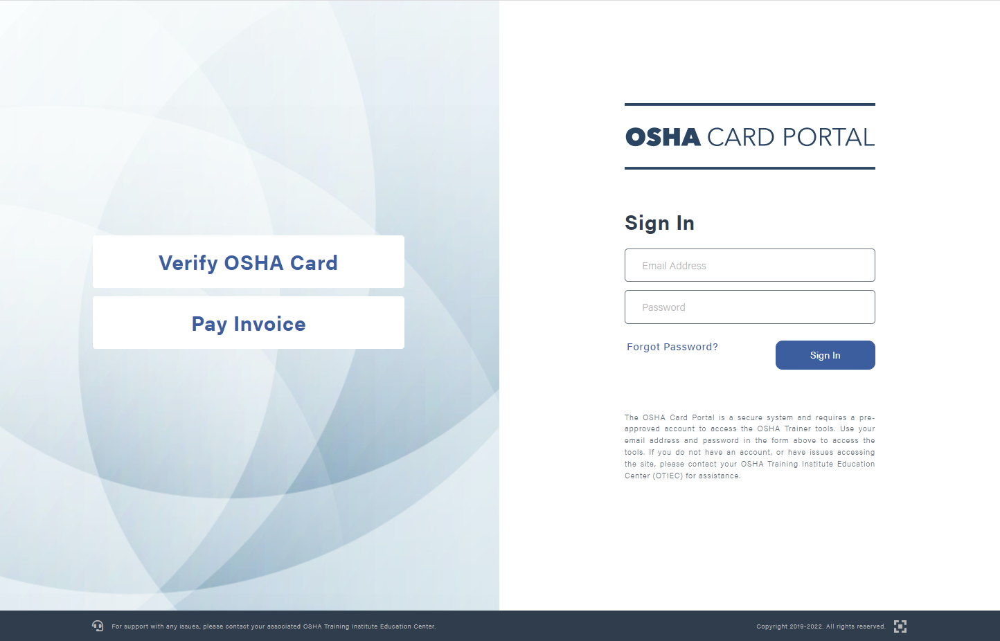 Verify OSHA Card
Pay Invoice
OSHA CARD PORTAL
Sign In
Email Address
Password
Forgot Password?
Sign In
The OSHA Card Portal is a secure system and requires a pre-
approved account to access the OSHA Trainer tools. Use your
email address and password in the form above to access the
tools. If you do not have an account, or have issues accessing
the site, please contact your OSHA Training Institute Education
Center (OTIEC) for assistance.
For support with any issues, please contact your associated OSHA Training Institute Education Center.
Copyright 2019-2022. All rights reserved.